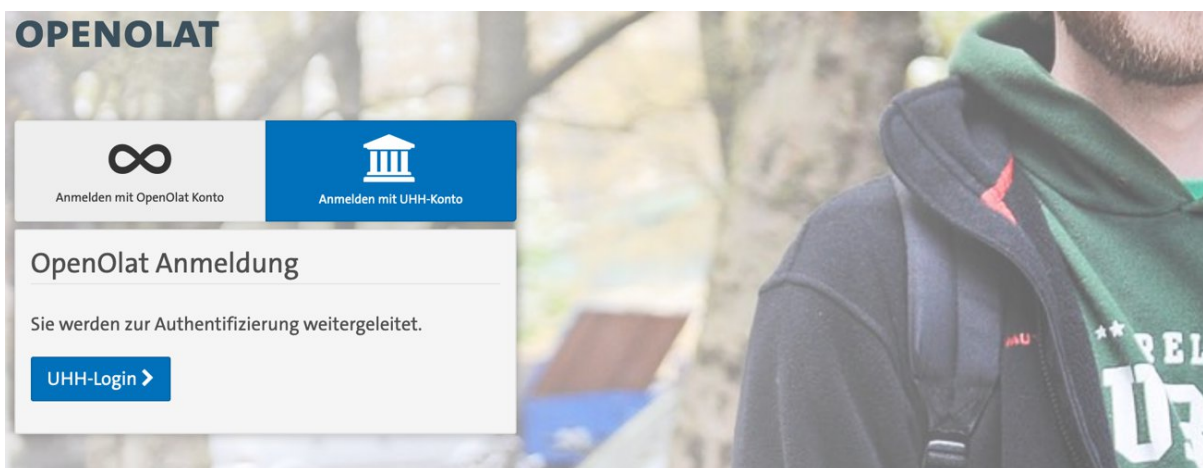 OPENOLAT
Anmelden mit OpenOlat Konto
Anmelden mit UHH-Konto
OpenOlat Anmeldung
Sie werden zur Authentifizierung weitergeleitet.
UHH-Login